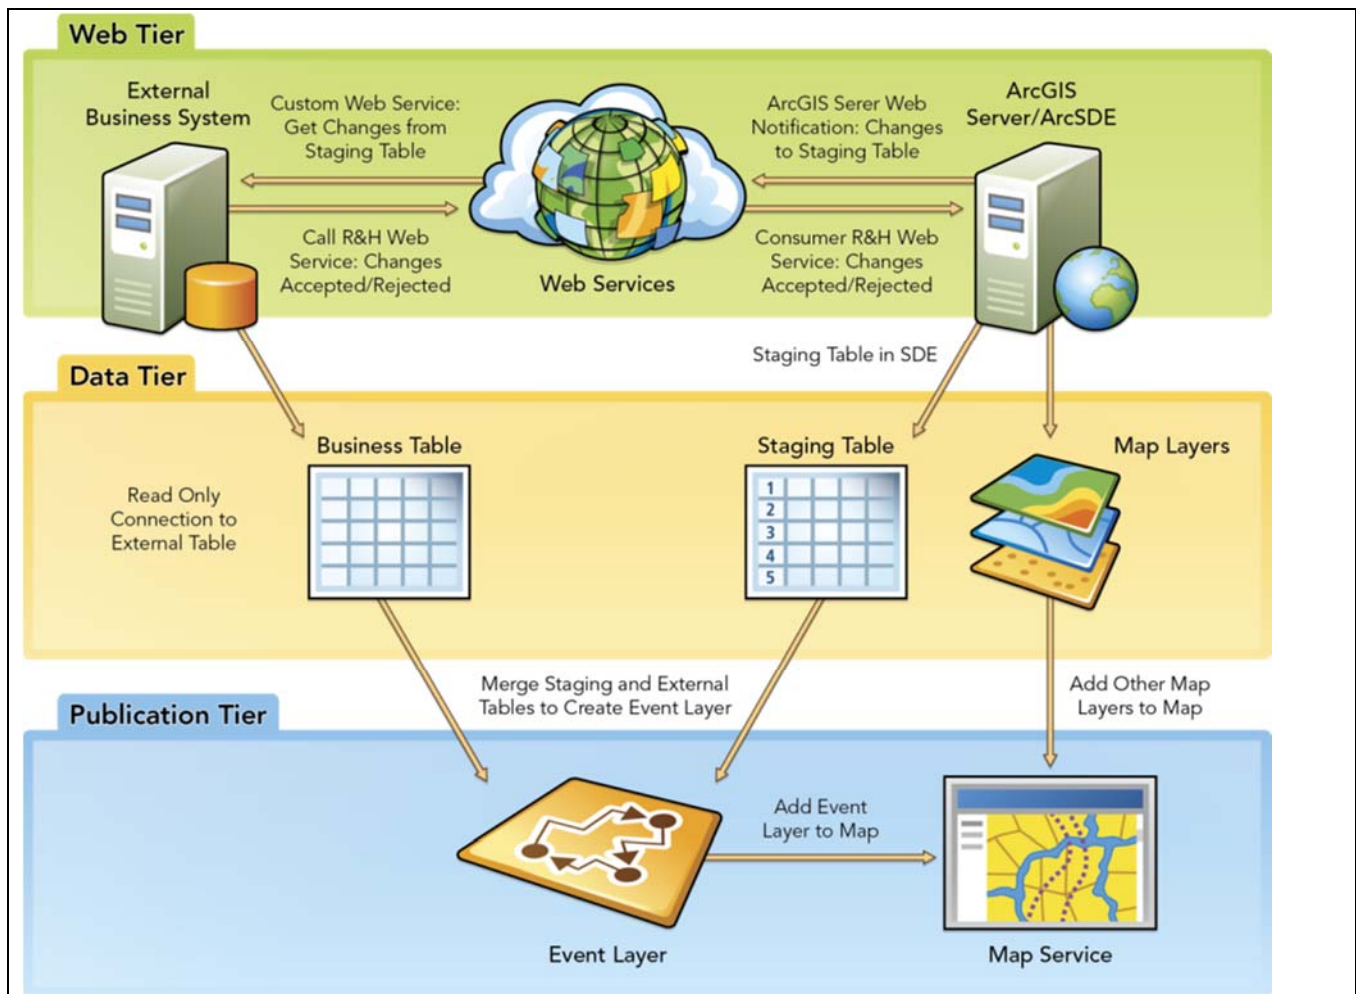 Web Tier
External
Business System
Custom Web Service:
Get Changes from
Staging Table
ArcGIS Serer Web
Notification: Changes
to Staging Table
ArcGIS
Server/ArcSDE
Call R&H Web
Service: Changes
Accepted/Rejected
Web Services
Consumer R&H Web
Service: Changes
Accepted/Rejected
Staging Table in SDE
Data Tier
Business Table
Staging Table
Map Layers
Read Only
Connection to
External Table
1
2
3
4
5
Merge Staging and External
Tables to Create Event Layer
Add Other Map
Layers to Map
Publication Tier
Add Event
Layer to Map
Event Layer
Map Service